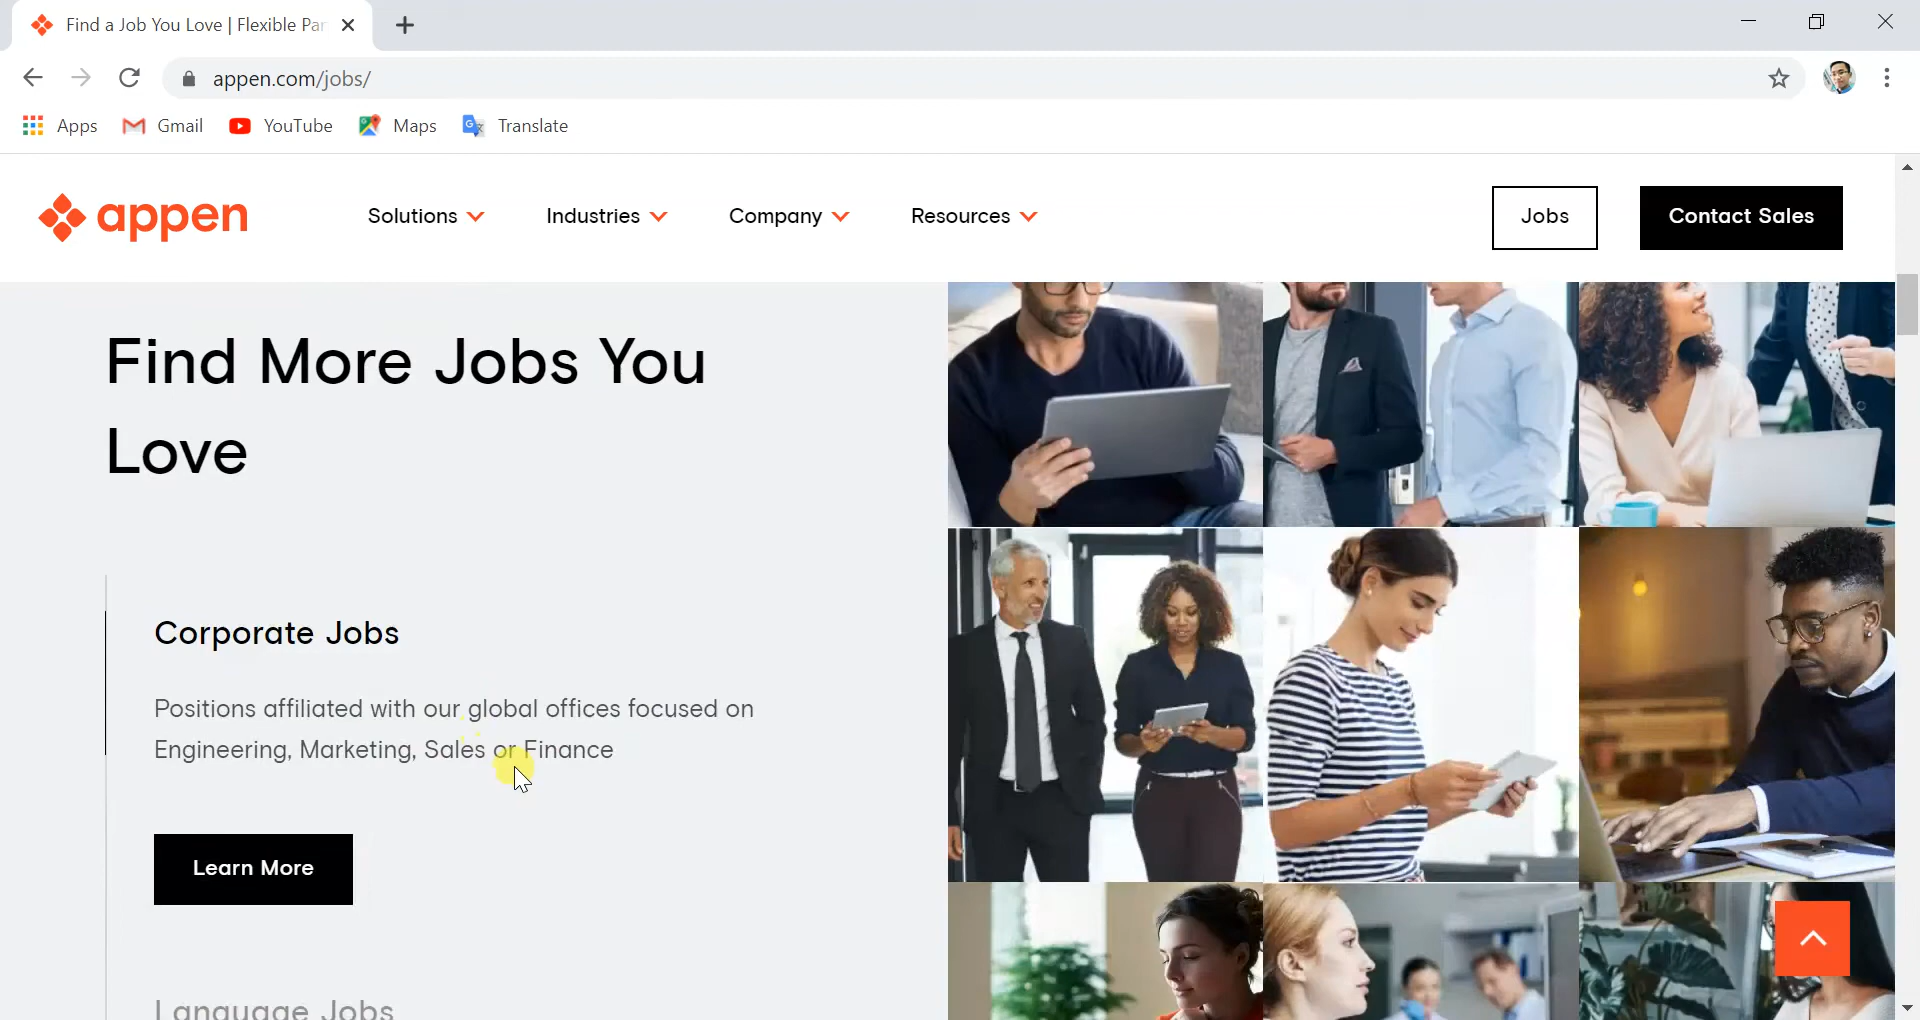 Find a Job You Love | Flexible Par
appen.com/jobs/
Apps Gmail YouTube Maps Translate
appen Solutions Industries Company Resources Jobs Contact Sales
Find More Jobs You
Love
Corporate Jobs
Positions affiliated with our global offices focused on
Engineering, Marketing, Sales or Finance
Learn More
Language Jobs